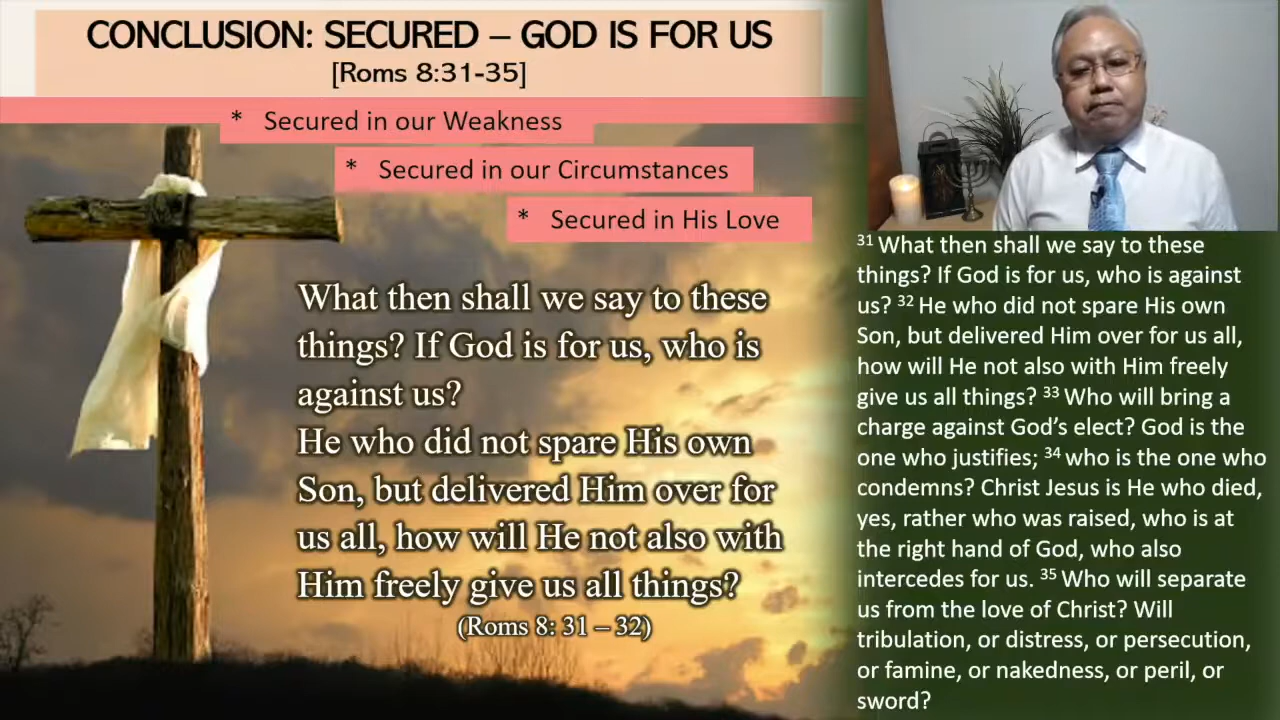 CONCLUSION: SECURED – GOD IS FOR US
[Roms 8:31-35]
* Secured in our Weakness
* Secured in our Circumstances
* Secured in His Love
What then shall we say to these
things? If God is for us, who is
against us?
He who did not spare His own
Son, but delivered Him over for
us all, how will He not also with
Him freely give us all things?
(Roms 8: 31 – 32)
31 What then shall we say to these
things? If God is for us, who is against
us? 32 He who did not spare His own
Son, but delivered Him over for us all,
how will He not also with Him freely
give us all things? 33 Who will bring a
charge against God’s elect? God is the
one who justifies; 34 who is the one who
condemns? Christ Jesus is He who died,
yes, rather who was raised, who is at
the right hand of God, who also
intercedes for us. 35 Who will separate
us from the love of Christ? Will
tribulation, or distress, or persecution,
or famine, or nakedness, or peril, or
sword?